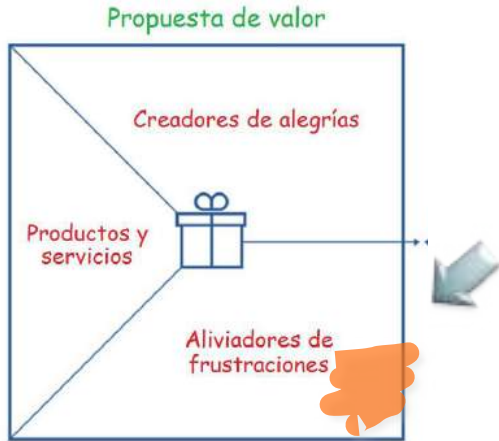 Propuesta de valor
Creadores de alegrías
Productos y
servicios
Aliviadores de
frustraciones